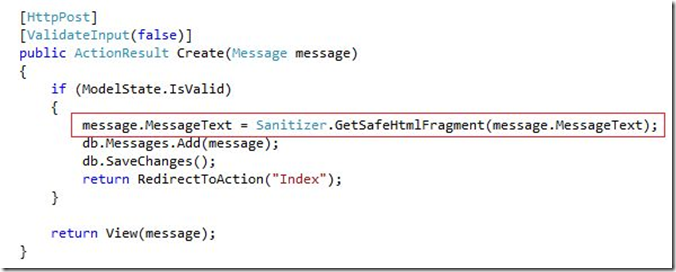 [HttpPost]
[ValidateInput(false)]
public ActionResult Create(Message message)
{
    if (ModelState.IsValid)
    {
        message.MessageText = Sanitizer.GetSafeHtmlFragment(message.MessageText);
        db.Messages.Add(message);
        db.SaveChanges();
        return RedirectToAction("Index");
    }

    return View(message);
}